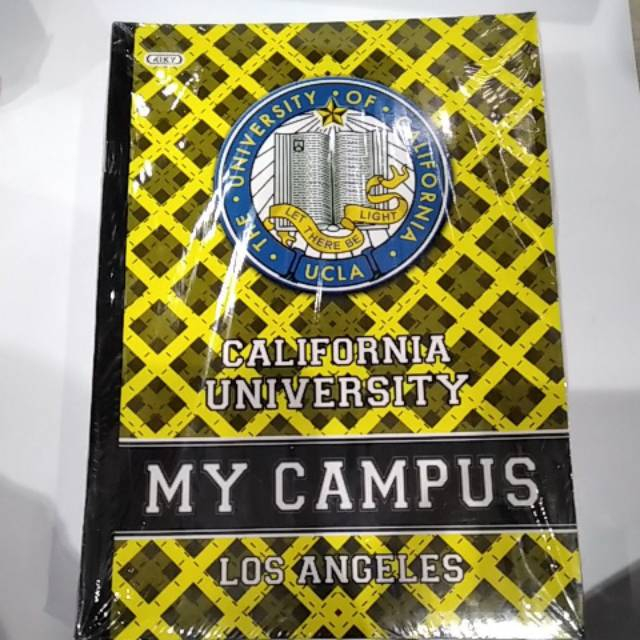 KIKY
THE · UNIVERSITY · OF · CALIFORNIA
LET THERE BE LIGHT
· UCLA ·
CALIFORNIA
UNIVERSITY
MY CAMPUS
LOS ANGELES